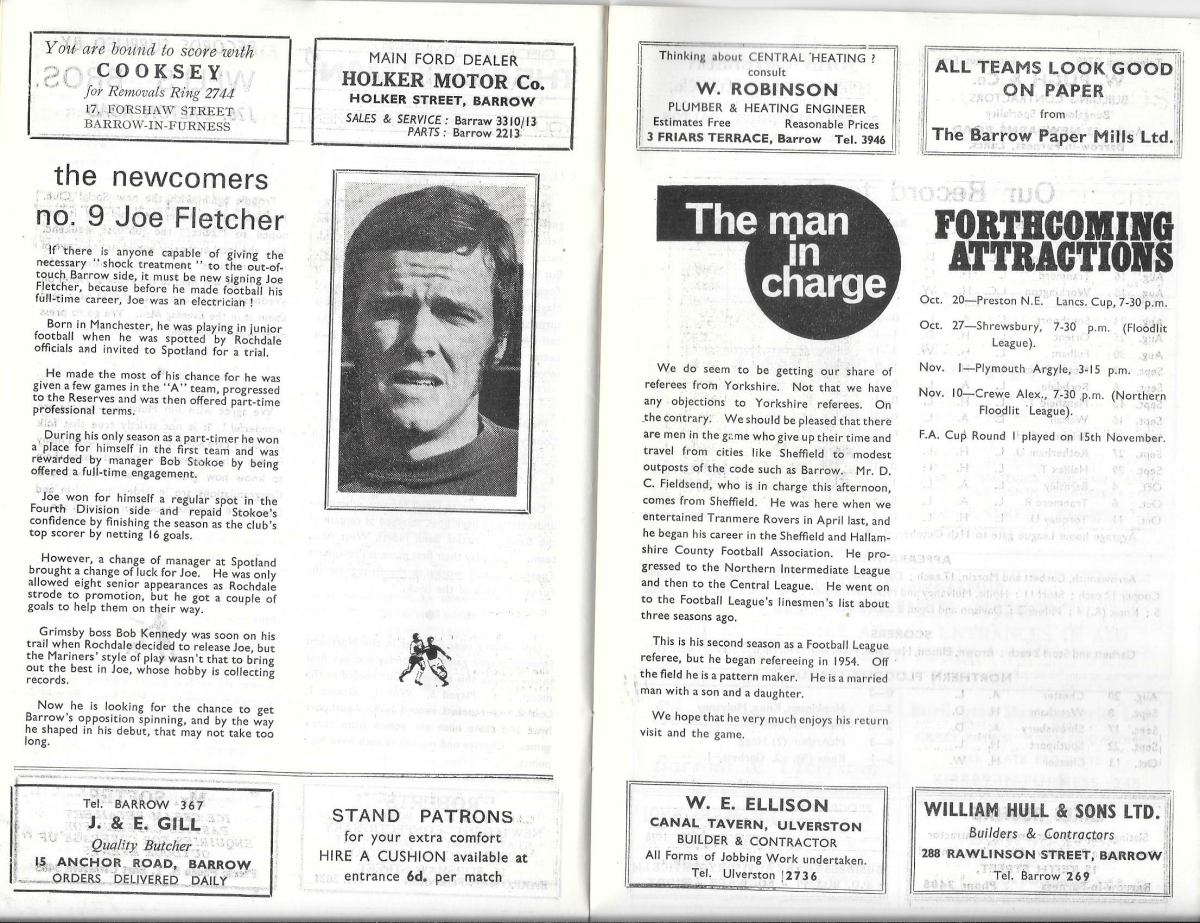 You are bound to score with
COOKSEY
for Removals Ring 2744
17, FORSHAW STREET
BARROW-IN-FURNESS
MAIN FORD DEALER
HOLKER MOTOR Co.
HOLKER STREET, BARROW
SALES & SERVICE : Barraw 3310/13
PARTS : Barrow 2213
the newcomers
no. 9 Joe Fletcher
If there is anyone capable of giving the
necessary " shock treatment " to the out-of-
touch Barrow side, it must be new signing Joe
Fletcher, because before he made football his
full-time career, Joe was an electrician !
Born in Manchester, he was playing in junior
football when he was spotted by Rochdale
officials and invited to Spotland for a trial.
He made the most of his chance for he was
given a few games in the "A" team, progressed
to the Reserves and was then offered part-time
professional terms.
During his only season as a part-timer he won
a place for himself in the first team and was
rewarded by manager Bob Stokoe by being
offered a full-time engagement.
Joe won for himself a regular spot in the
Fourth Division side and repaid Stokoe's
confidence by finishing the season as the club's
top scorer by netting 16 goals.
However, a change of manager at Spotland
brought a change of luck for Joe. He was only
allowed eight senior appearances as Rochdale
strode to promotion, but he got a couple of
goals to help them on their way.
Grimsby boss Bob Kennedy was soon on his
trail when Rochdale decided to release Joe, but
the Mariners' style of play wasn't that to bring
out the best in Joe, whose hobby is collecting
records.
Now he is looking for the chance to get
Barrow's opposition spinning, and by the way
he shaped in his debut, that may not take too
long.
Tel. BARROW 367
J. & E. GILL
Quality Butcher
15 ANCHOR ROAD, BARROW
ORDERS DELIVERED DAILY
STAND PATRONS
for your extra comfort
HIRE A CUSHION available at
entrance 6d. per match
Thinking about CENTRAL HEATING ?
consult
W. ROBINSON
PLUMBER & HEATING ENGINEER
Estimates Free Reasonable Prices
3 FRIARS TERRACE, Barrow Tel. 3946
ALL TEAMS LOOK GOOD
ON PAPER
from
The Barrow Paper Mills Ltd.
The man
in
charge
We do seem to be getting our share of
referees from Yorkshire. Not that we have
any objections to Yorkshire referees. On
the contrary. We should be pleased that there
are men in the game who give up their time and
travel from cities like Sheffield to modest
outposts of the code such as Barrow. Mr. D.
C. Fieldsend, who is in charge this afternoon,
comes from Sheffield. He was here when we
entertained Tranmere Rovers in April last, and
he began his career in the Sheffield and Hallam-
shire County Football Association. He pro-
gressed to the Northern Intermediate League
and then to the Central League. He went on
to the Football League's linesmen's list about
three seasons ago.
This is his second season as a Football League
referee, but he began refereeing in 1954. Off
the field he is a pattern maker. He is a married
man with a son and a daughter.
We hope that he very much enjoys his return
visit and the game.
FORTHCOMING
ATTRACTIONS
Oct. 20—Preston N.E. Lancs. Cup, 7-30 p.m.
Oct. 27—Shrewsbury, 7-30 p.m. (Floodlit
League).
Nov. 1—Plymouth Argyle, 3-15 p.m.
Nov. 10—Crewe Alex., 7-30 p.m. (Northern
Floodlit League).
F.A. Cup Round 1 played on 15th November.
W. E. ELLISON
CANAL TAVERN, ULVERSTON
BUILDER & CONTRACTOR
All Forms of Jobbing Work undertaken.
Tel. Ulverston 2736
WILLIAM HULL & SONS LTD.
Builders & Contractors
288 RAWLINSON STREET, BARROW
Tel. Barrow 269